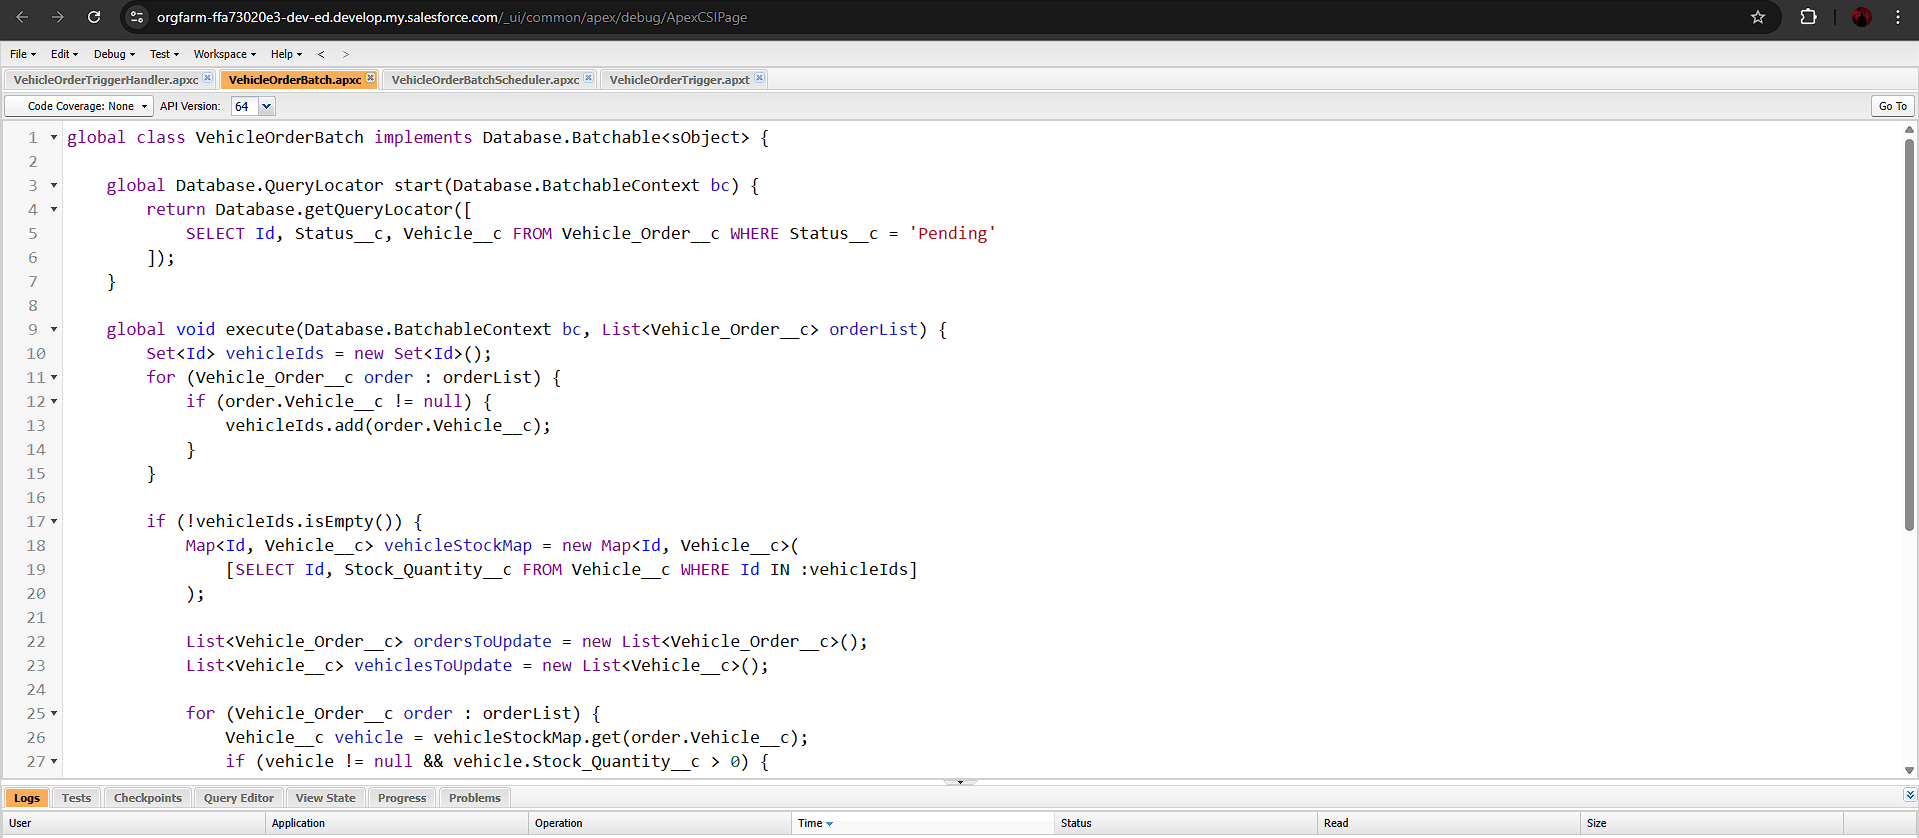 orgfarm-ffa73020e3-dev-ed.develop.my.salesforce.com/_ui/common/apex/debug/ApexCSIPage
File Edit Debug Test Workspace Help < >
VehicleOrderTriggerHandler.apxc VehicleOrderBatch.apxc VehicleOrderBatchScheduler.apxc VehicleOrderTrigger.apxt
Code Coverage: None API Version: 64 Go To
1 global class VehicleOrderBatch implements Database.Batchable<sObject> {
2
3 global Database.QueryLocator start(Database.BatchableContext bc) {
4 return Database.getQueryLocator([
5 SELECT Id, Status__c, Vehicle__c FROM Vehicle_Order__c WHERE Status__c = 'Pending'
6 ]);
7 }
8
9 global void execute(Database.BatchableContext bc, List<Vehicle_Order__c> orderList) {
10 Set<Id> vehicleIds = new Set<Id>();
11 for (Vehicle_Order__c order : orderList) {
12 if (order.Vehicle__c != null) {
13 vehicleIds.add(order.Vehicle__c);
14 }
15 }
16
17 if (!vehicleIds.isEmpty()) {
18 Map<Id, Vehicle__c> vehicleStockMap = new Map<Id, Vehicle__c>(
19 [SELECT Id, Stock_Quantity__c FROM Vehicle__c WHERE Id IN :vehicleIds]
20 );
21
22 List<Vehicle_Order__c> ordersToUpdate = new List<Vehicle_Order__c>();
23 List<Vehicle__c> vehiclesToUpdate = new List<Vehicle__c>();
24
25 for (Vehicle_Order__c order : orderList) {
26 Vehicle__c vehicle = vehicleStockMap.get(order.Vehicle__c);
27 if (vehicle != null && vehicle.Stock_Quantity__c > 0) {
Logs Tests Checkpoints Query Editor View State Progress Problems
User Application Operation Time Status Read Size